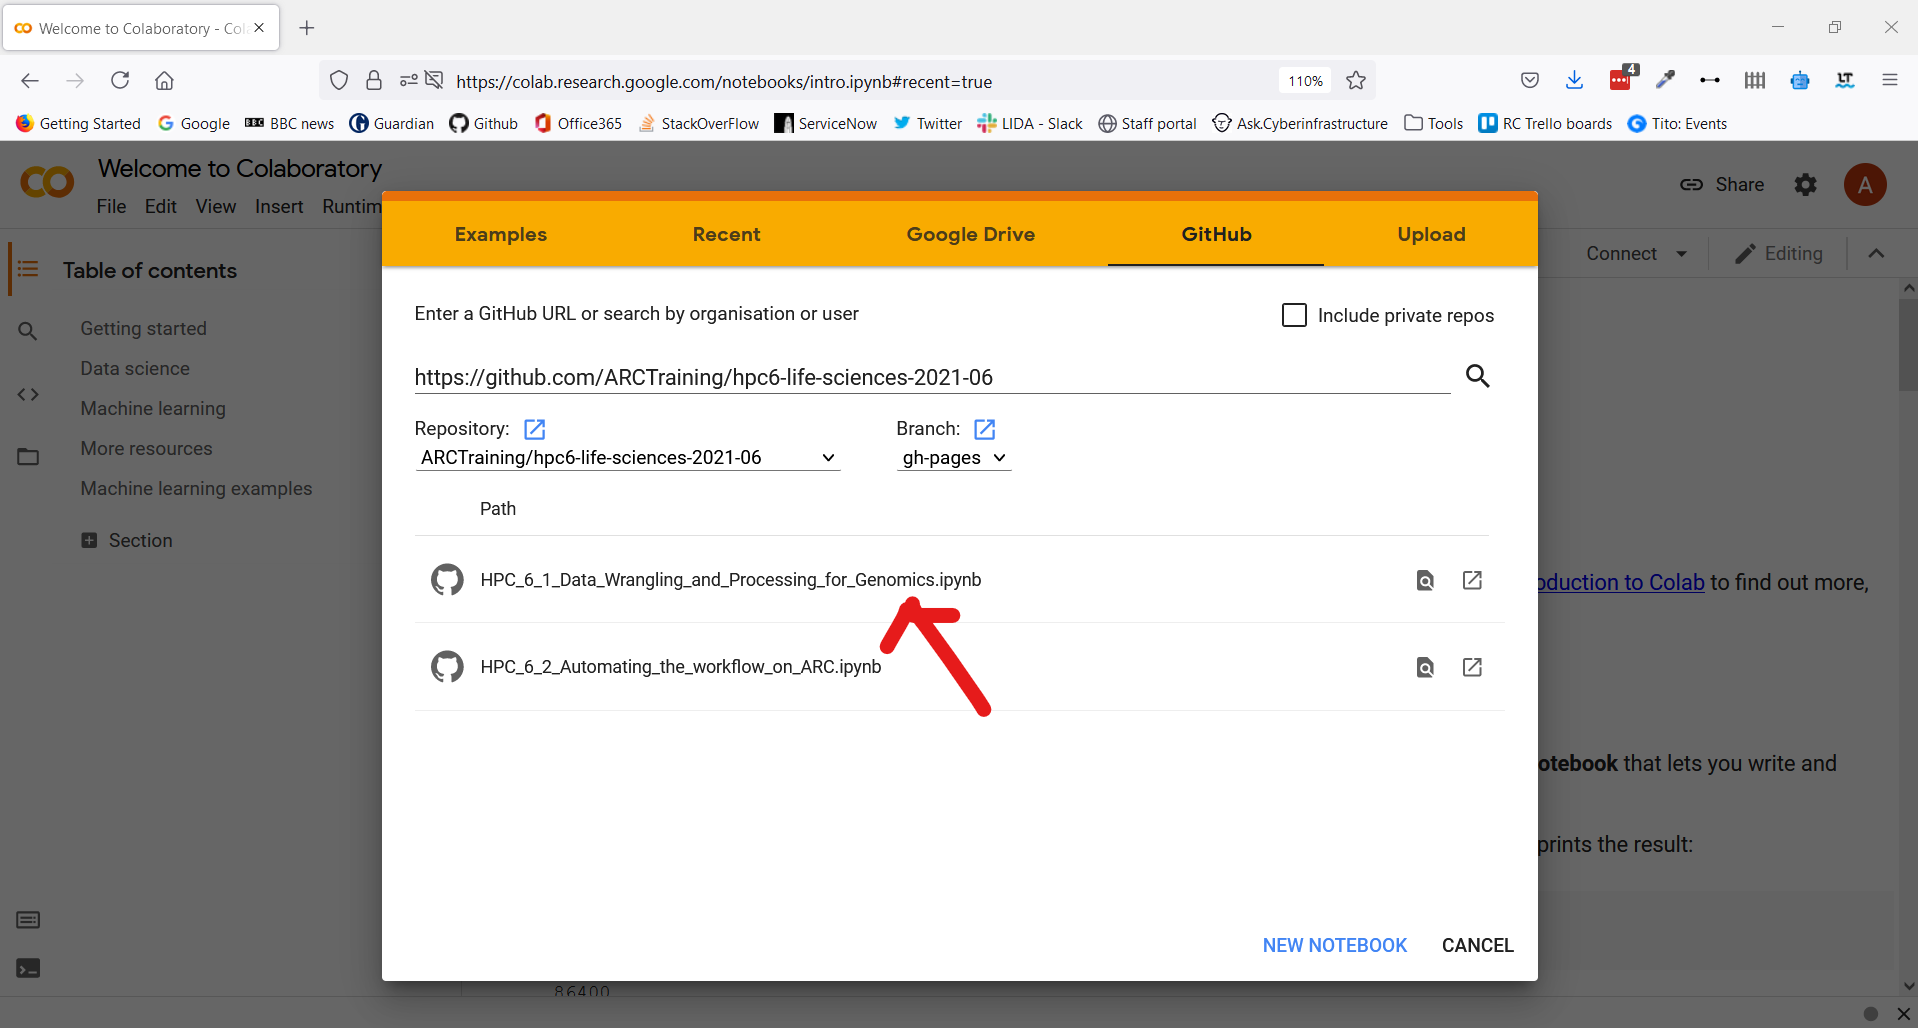 Welcome to Colaboratory - Col
4
https://colab.research.google.com/notebooks/intro.ipynb#recent=true 110%
Getting Started Google BBC BBC news Guardian Github Office365 StackOverFlow ServiceNow Twitter LIDA - Slack Staff portal Ask.Cyberinfrastructure Tools RC Trello boards Tito: Events
Welcome to Colaboratory
File Edit View Insert Runtim
Share A
Examples Recent Google Drive GitHub Upload
Connect Editing
Table of contents
Getting started
Data science
Machine learning
More resources
Machine learning examples
Section
Enter a GitHub URL or search by organisation or user
Include private repos
https://github.com/ARCTraining/hpc6-life-sciences-2021-06
Repository: Branch:
ARCTraining/hpc6-life-sciences-2021-06 gh-pages
Path
HPC_6_1_Data_Wrangling_and_Processing_for_Genomics.ipynb
HPC_6_2_Automating_the_workflow_on_ARC.ipynb
oduction to Colab to find out more,
otebook that lets you write and
prints the result:
NEW NOTEBOOK CANCEL
86400